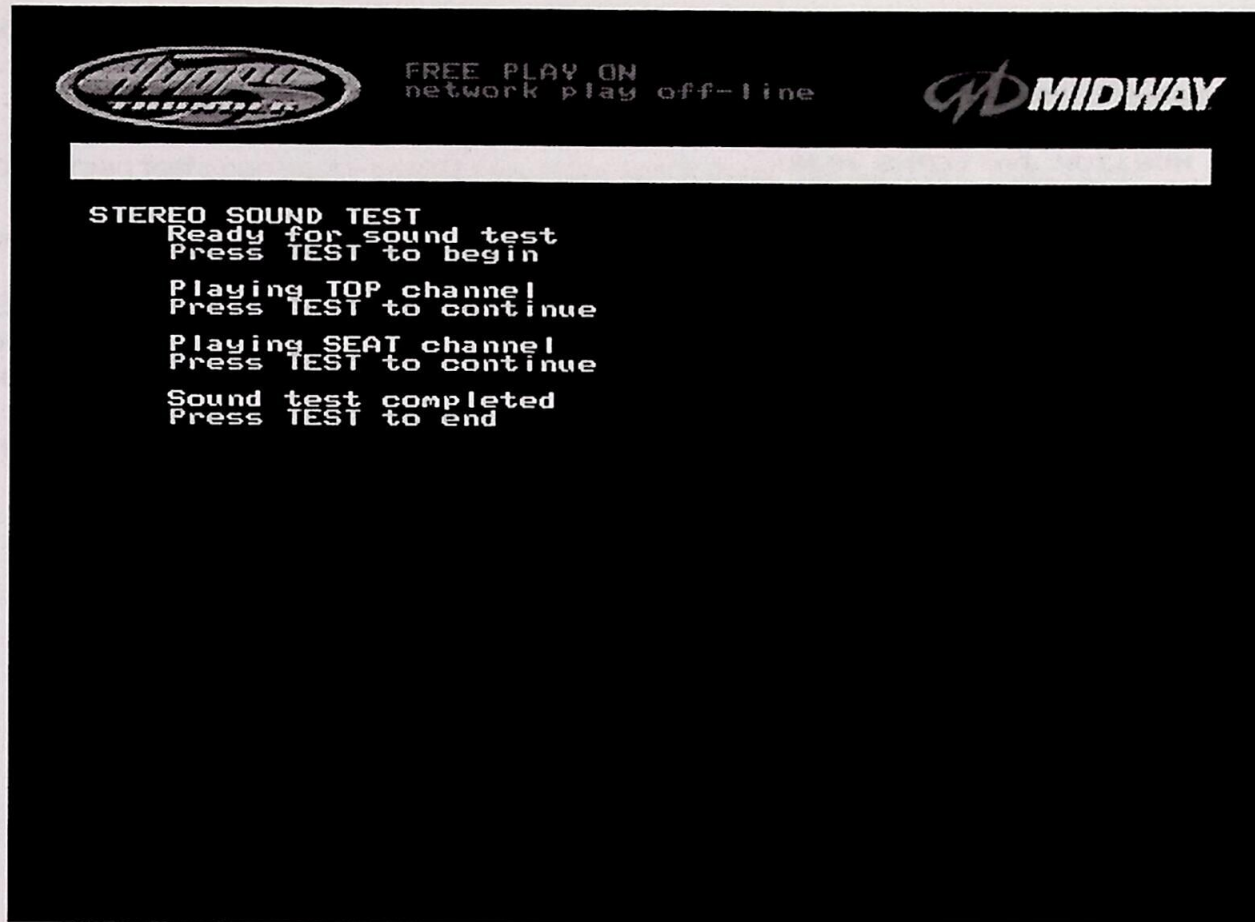 HYDRO
THUNDER
FREE PLAY ON
network play off-line
MIDWAY
STEREO SOUND TEST
Ready for sound test
Press TEST to begin
Playing TOP channel
Press TEST to continue
Playing SEAT channel
Press TEST to continue
Sound test completed
Press TEST to end